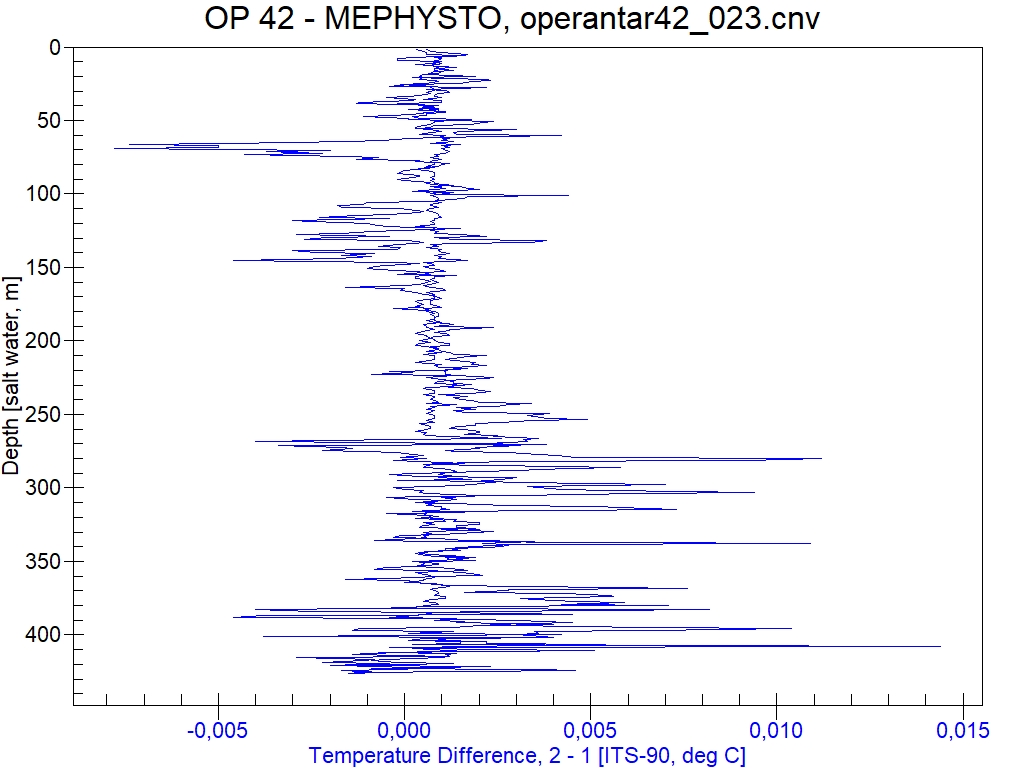 OP 42 - MEPHYSTO, operantar42_023.cnv
0
50
100
150
200
250
300
350
400
Depth [salt water, m]
-0,005 0,000 0,005 0,010 0,015
Temperature Difference, 2 - 1 [ITS-90, deg C]